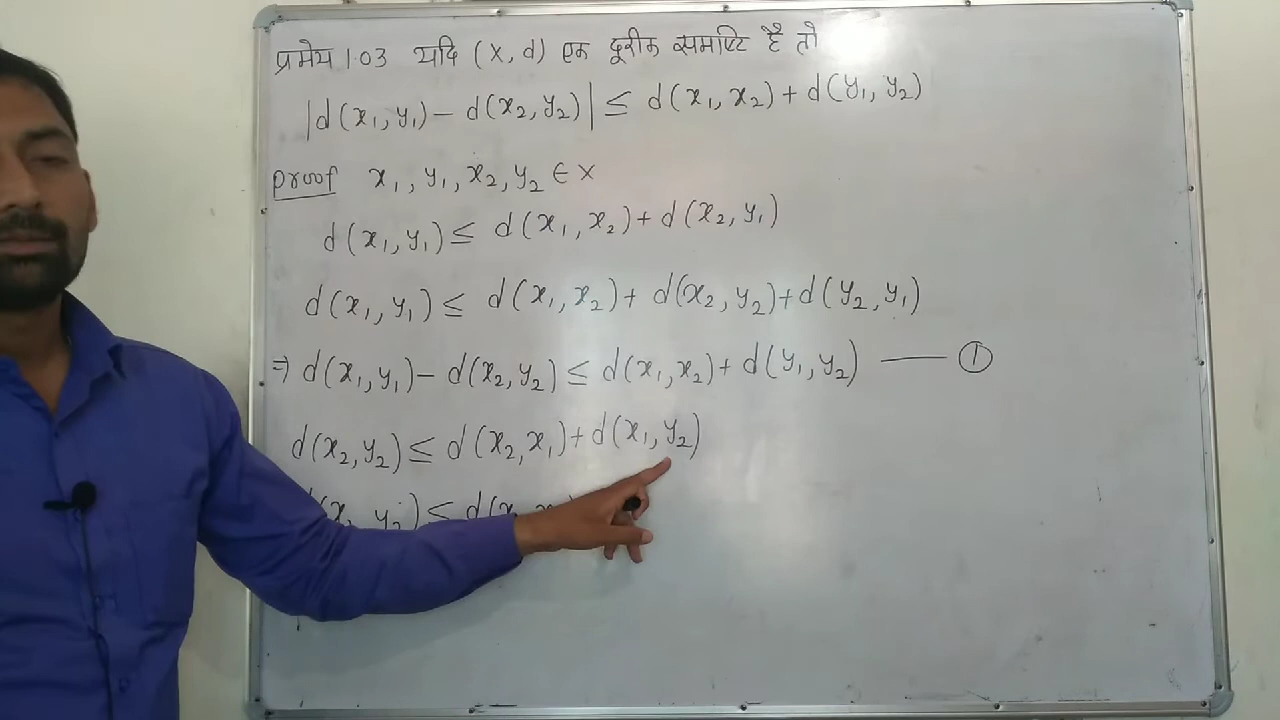 प्रमेय 1.03 यदि (X, d) एक दूरीक समष्टि है तो
|d(x₁, y₁) - d(x₂, y₂)| ≤ d(x₁, x₂) + d(y₁, y₂)
Proof x₁, y₁, x₂, y₂ ∈ X
d(x₁, y₁) ≤ d(x₁, x₂) + d(x₂, y₁)
d(x₁, y₁) ≤ d(x₁, x₂) + d(x₂, y₂) + d(y₂, y₁)
⇒ d(x₁, y₁) - d(x₂, y₂) ≤ d(x₁, x₂) + d(y₁, y₂) —— ①
d(x₂, y₂) ≤ d(x₂, x₁) + d(x₁, y₂)
y₂) ≤ d(